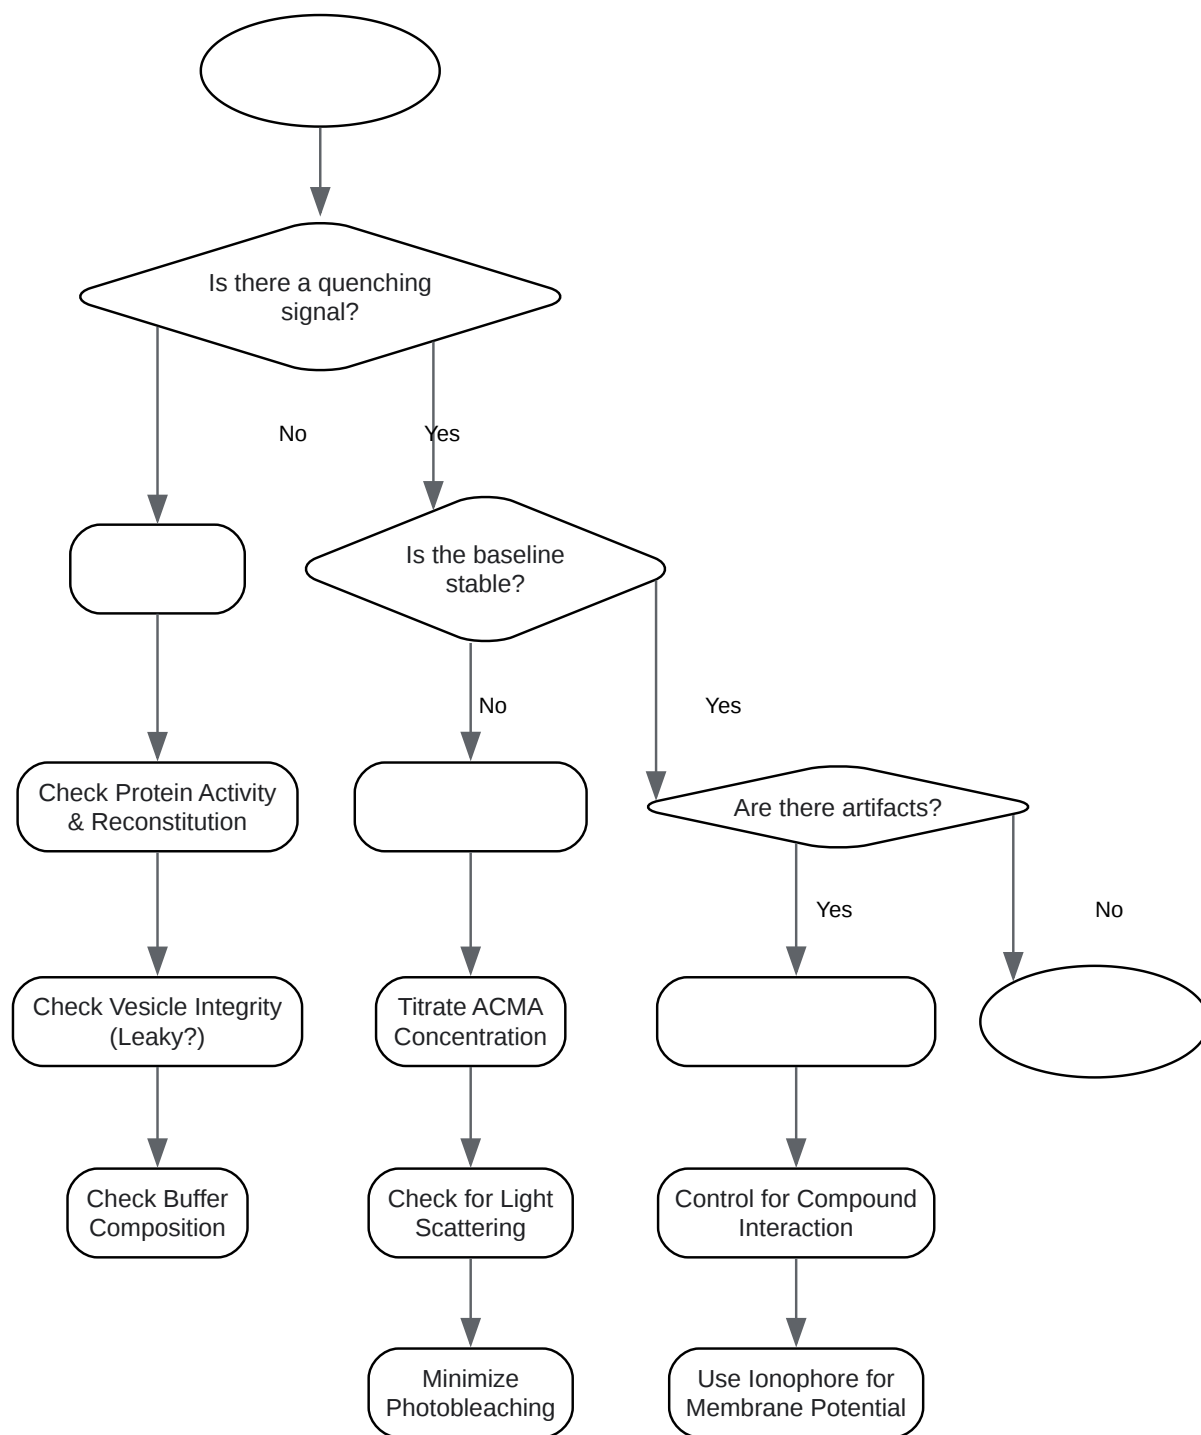 Is there a quenching
signal?
No
Yes
Is the baseline
stable?
No
Yes
Check Protein Activity
& Reconstitution
Are there artifacts?
Yes
No
Check Vesicle Integrity
(Leaky?)
Titrate ACMA
Concentration
Check Buffer
Composition
Check for Light
Scattering
Control for Compound
Interaction
Minimize
Photobleaching
Use Ionophore for
Membrane Potential